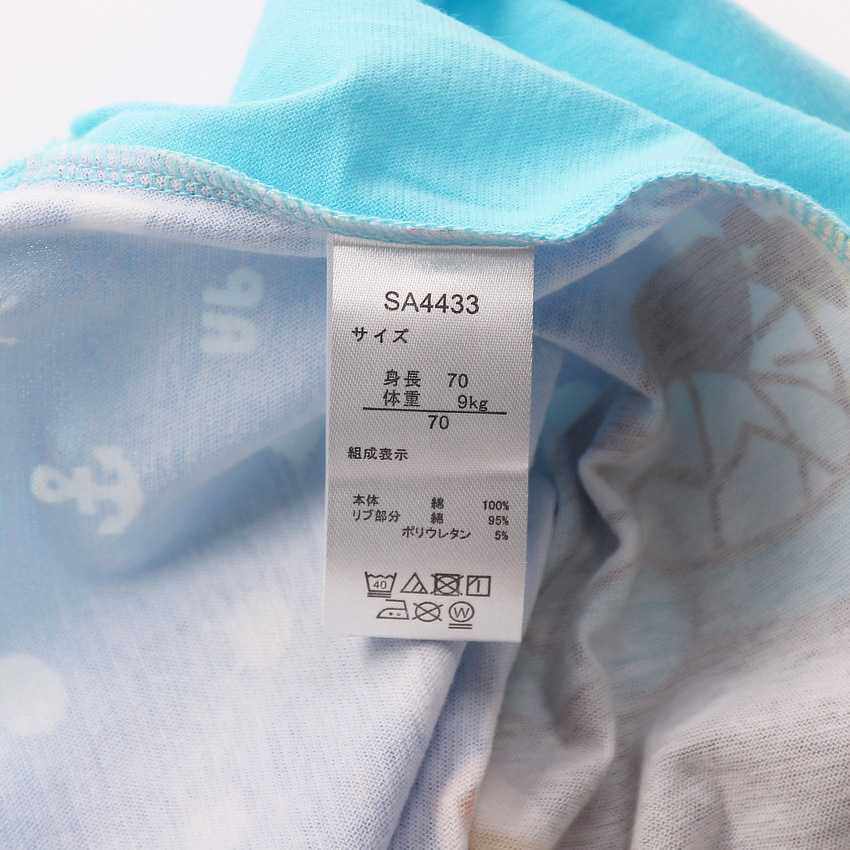 SA4433
サイズ
身長 70
体重 9kg
70
組成表示
本体 綿 100%
リブ部分 綿 95%
ポリウレタン 5%
40
W